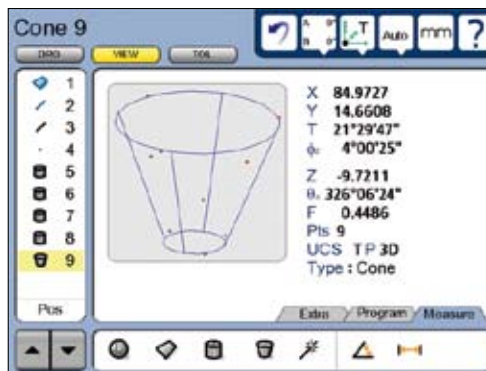 Cone 9
DRO
VIEW
TOL
A 0°
B 0°
T
Auto
mm
?
1
2
3
4
5
6
7
8
9
Pos
X 84.9727
Y 14.6608
T 21°29'47"
4°00'25"
Z -9.7211
326°06'24"
F 0.4486
Pts 9
UCS TP 3D
Type : Cone
Extra
Program
Measure